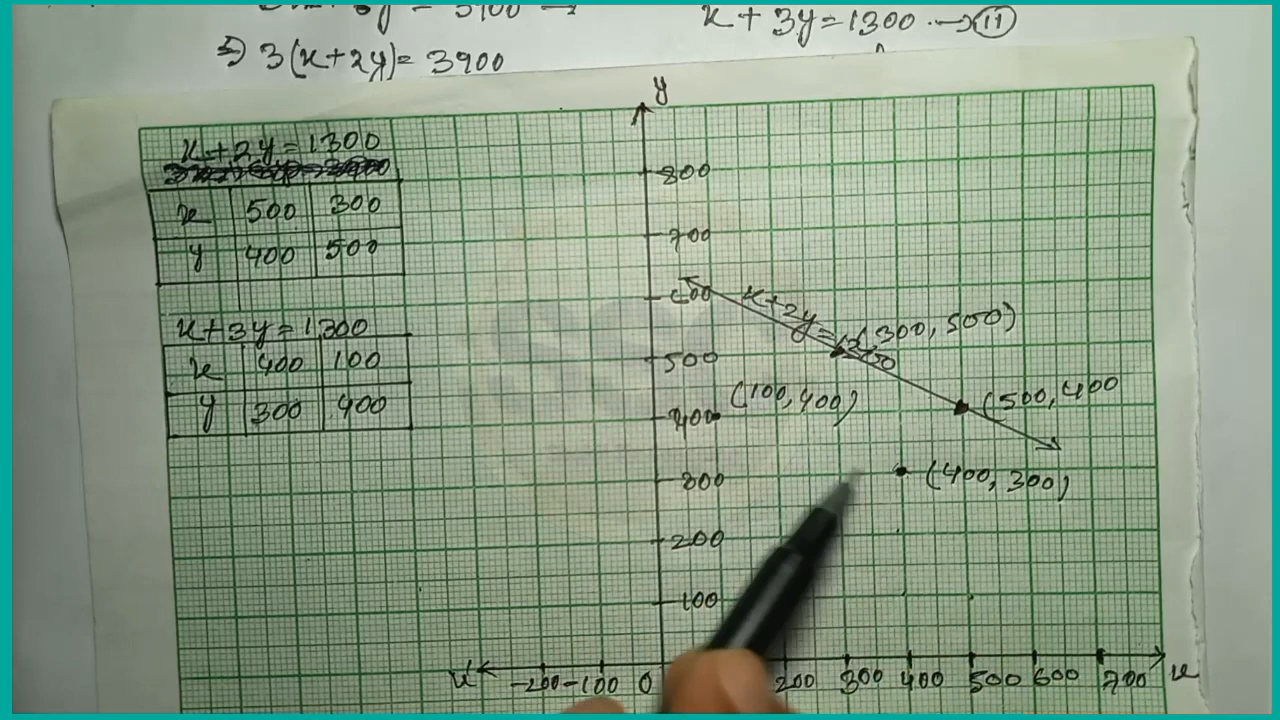 x + 3y = 1300 → (11)
⇒ 3(x + 2y) = 3900
y
x + 2y = 1300
x 500 300
y 400 500
x + 3y = 1300
x 400 100
y 300 400
800
700
600
500
400
300
200
100
x + 2y = 1300
(300, 500)
(100, 400)
(500, 400
(400, 300)
x' -200 -100 0 200 300 400 500 600 700 x